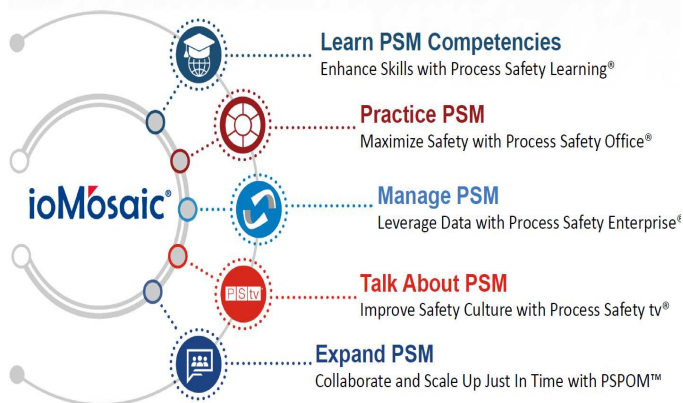 Learn PSM Competencies
Enhance Skills with Process Safety Learning®
Practice PSM
Maximize Safety with Process Safety Office®
ioMosaic®
Manage PSM
Leverage Data with Process Safety Enterprise®
Talk About PSM
PStv
Improve Safety Culture with Process Safety tv®
Expand PSM
Collaborate and Scale Up Just In Time with PSPOM™